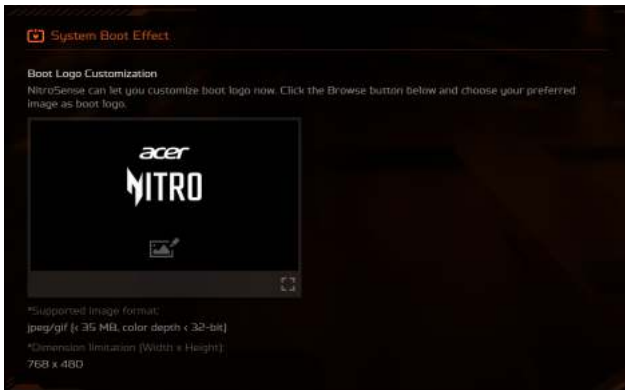 System Boot Effect
Boot Logo Customization
NitroSense can let you customize boot logo now. Click the Browse button below and choose your preferred
image as boot logo.
acer
NITRO
*Supported image format:
jpeg/gif (< 35 MB, color depth < 32-bit)
*Dimension limitation (Width x Height):
768 x 480